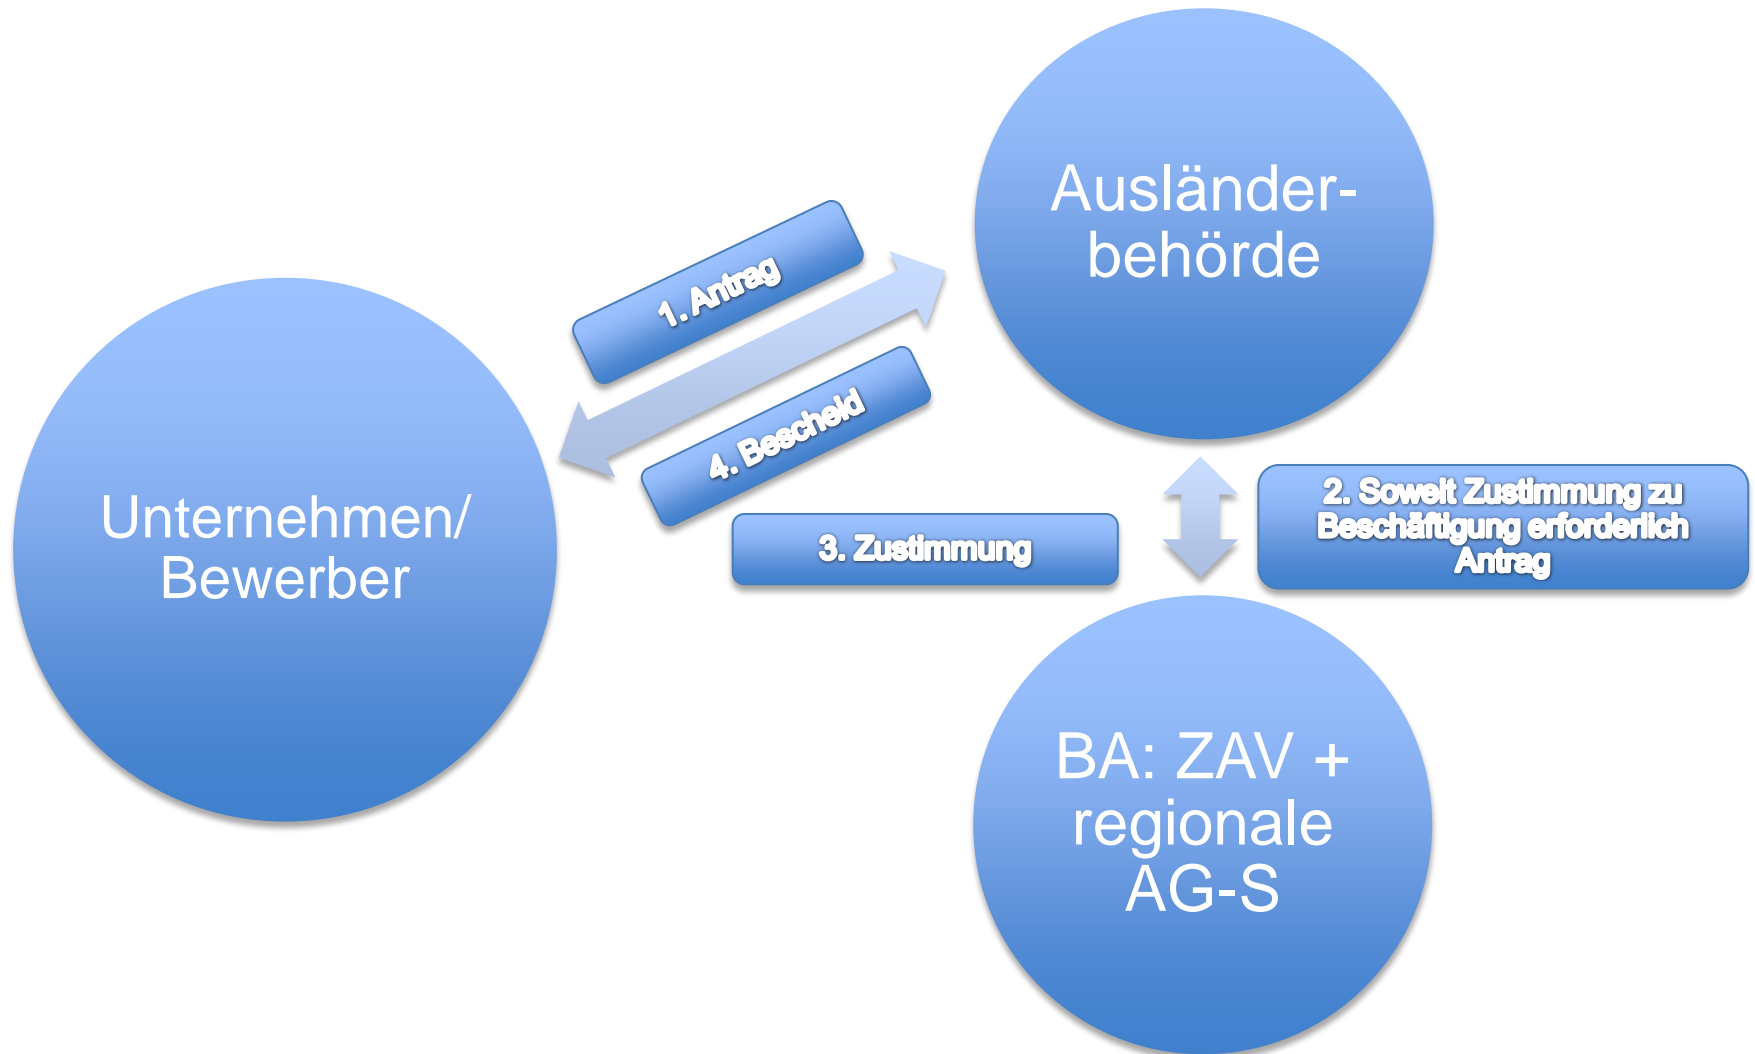 Ausländer-
behörde
1. Antrag
4. Bescheid
Unternehmen/
Bewerber
2. Soweit Zustimmung zu
Beschäftigung erforderlich
Antrag
3. Zustimmung
BA: ZAV +
regionale
AG-S